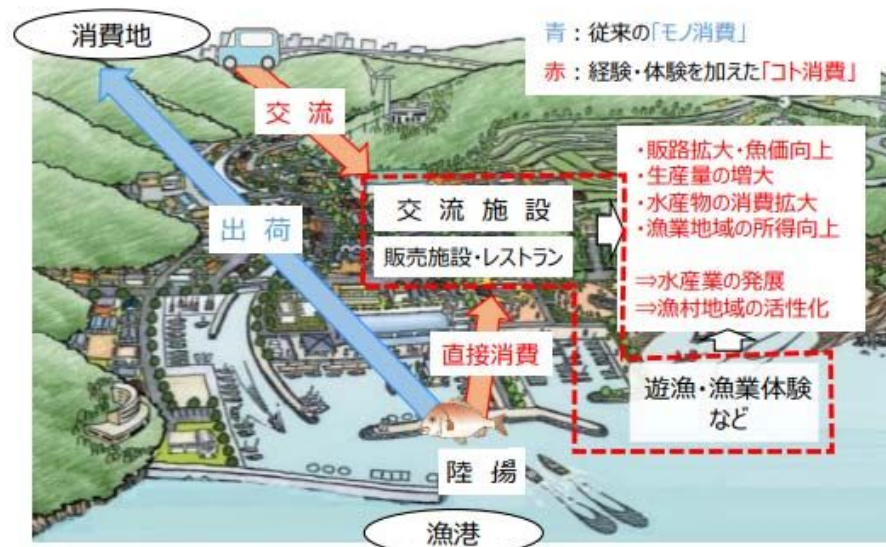 消費地
青：従来の「モノ消費」
赤：経験・体験を加えた「コト消費」
交流
・販路拡大・魚価向上
・生産量の増大
・水産物の消費拡大
・漁業地域の所得向上
⇒水産業の発展
⇒漁村地域の活性化
交流施設
販売施設・レストラン
出荷
直接消費
遊漁・漁業体験
など
陸揚
漁港